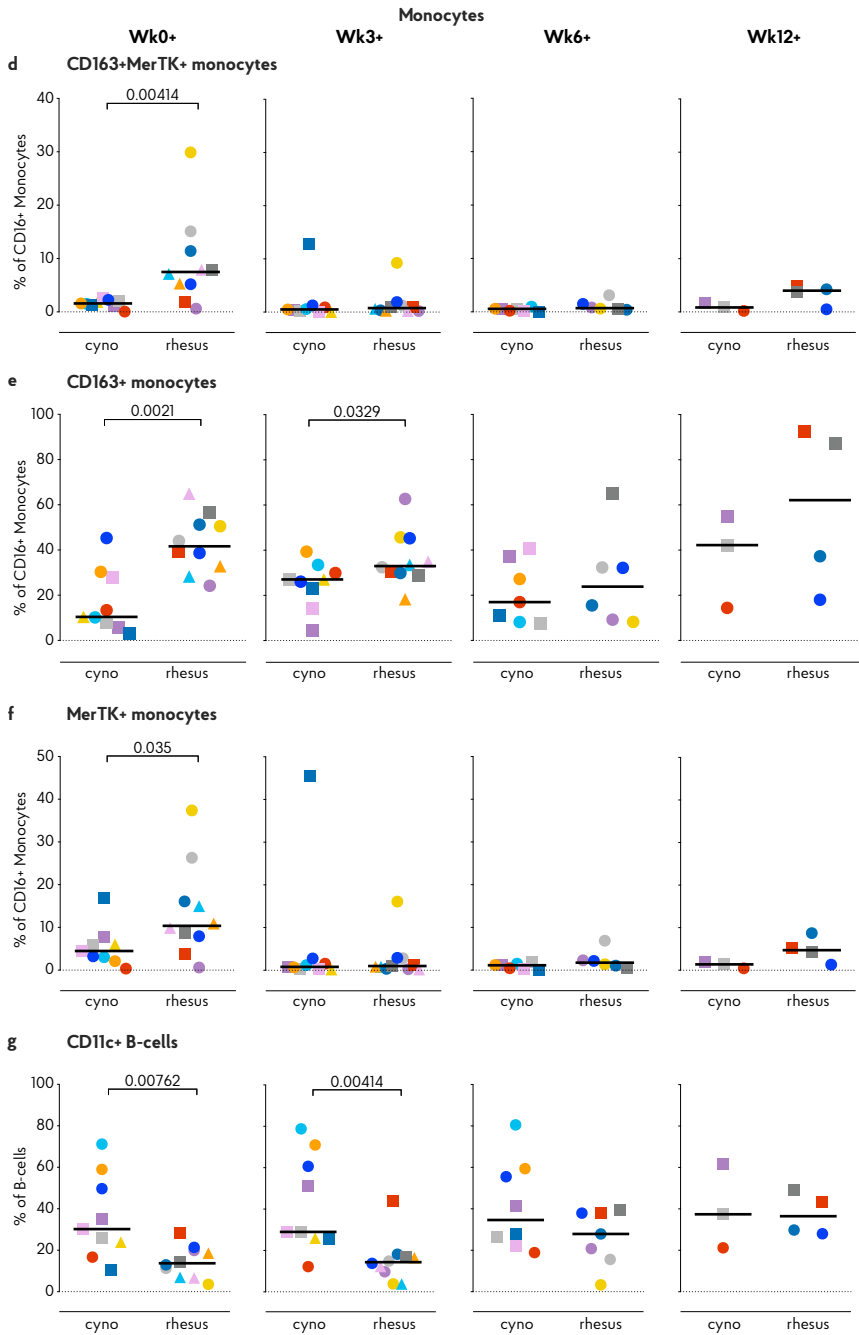 Monocytes
Wk0+ Wk3+ Wk6+ Wk12+
d CD163+MerTK+ monocytes
% of CD16+ Monocytes
40
30
20
10
0
0.00414
cyno rhesus cyno rhesus cyno rhesus cyno rhesus
e CD163+ monocytes
% of CD16+ Monocytes
100
80
60
40
20
0
0.0021 0.0329
cyno rhesus cyno rhesus cyno rhesus cyno rhesus
f MerTK+ monocytes
% of CD16+ Monocytes
50
40
30
20
10
0
0.035
cyno rhesus cyno rhesus cyno rhesus cyno rhesus
g CD11c+ B-cells
% of B-cells
100
80
60
40
20
0
0.00762 0.00414
cyno rhesus cyno rhesus cyno rhesus cyno rhesus